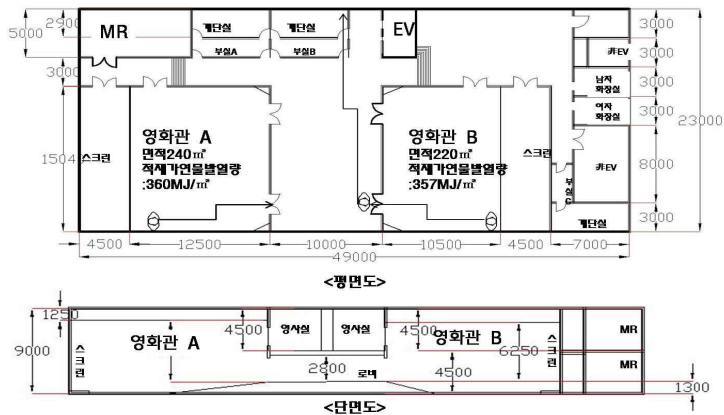 2900
5000
MR
계단실
계단실
EV
부실A
부실B
3000
3000
非EV
3000
남자
화장실
3000
여자
화장실
3000
23000
영화관 A
면적240㎡
적재가연물발열량
:360MJ/㎡
스크린
1504
영화관 B
면적220㎡
적재가연물발열량
:357MJ/㎡
스크린
非EV
8000
부실C
계단실
3000
4500
12500
10000
10500
4500
7000
49000
<평면도>
1250
9000
스크린
영화관 A
4500
영사실
영사실
4500
영화관 B
6250
스크린
MR
MR
2800
로비
4500
1300
<단면도>